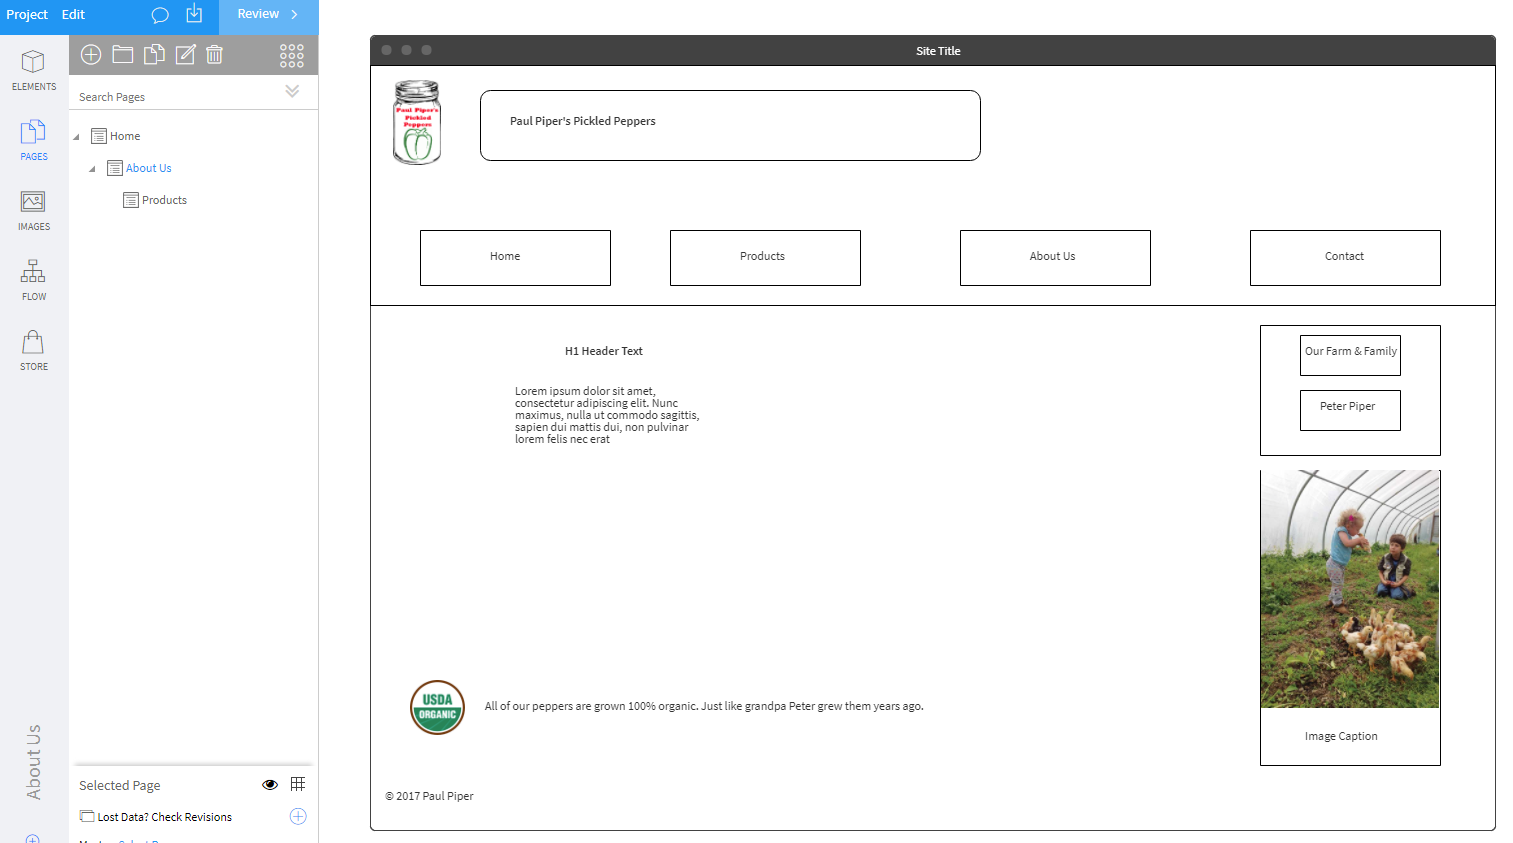 Project Edit Review
ELEMENTS
PAGES
IMAGES
FLOW
STORE
About Us
Search Pages
Home
About Us
Products
Selected Page
Lost Data? Check Revisions
Site Title
Paul Piper's
Pickled
Peppers
Paul Piper's Pickled Peppers
Home Products About Us Contact
H1 Header Text
Lorem ipsum dolor sit amet,
consectetur adipiscing elit. Nunc
maximus, nulla ut commodo sagittis,
sapien dui mattis dui, non pulvinar
lorem felis nec erat
Our Farm & Family
Peter Piper
Image Caption
USDA
ORGANIC
All of our peppers are grown 100% organic. Just like grandpa Peter grew them years ago.
© 2017 Paul Piper